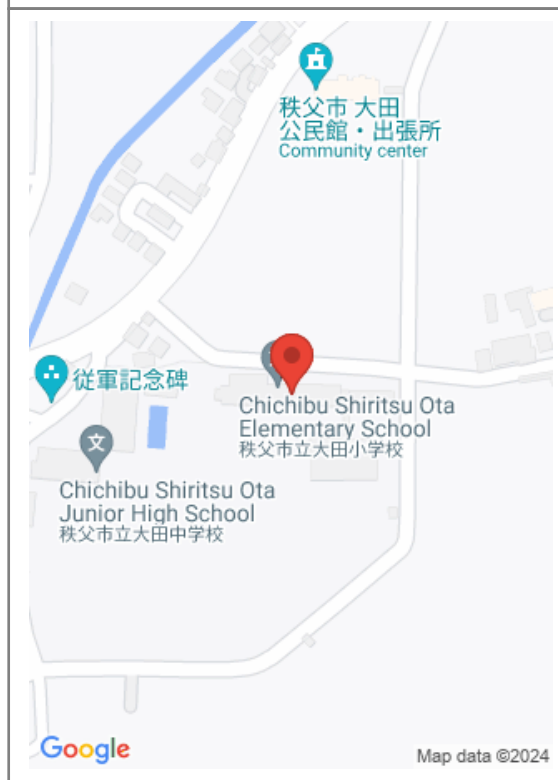 秩父市 大田
公民館・出張所
Community center
従軍記念碑
Chichibu Shiritsu Ota
Elementary School
秩父市立大田小学校
文
Chichibu Shiritsu Ota
Junior High School
秩父市立大田中学校
Google
Map data ©2024